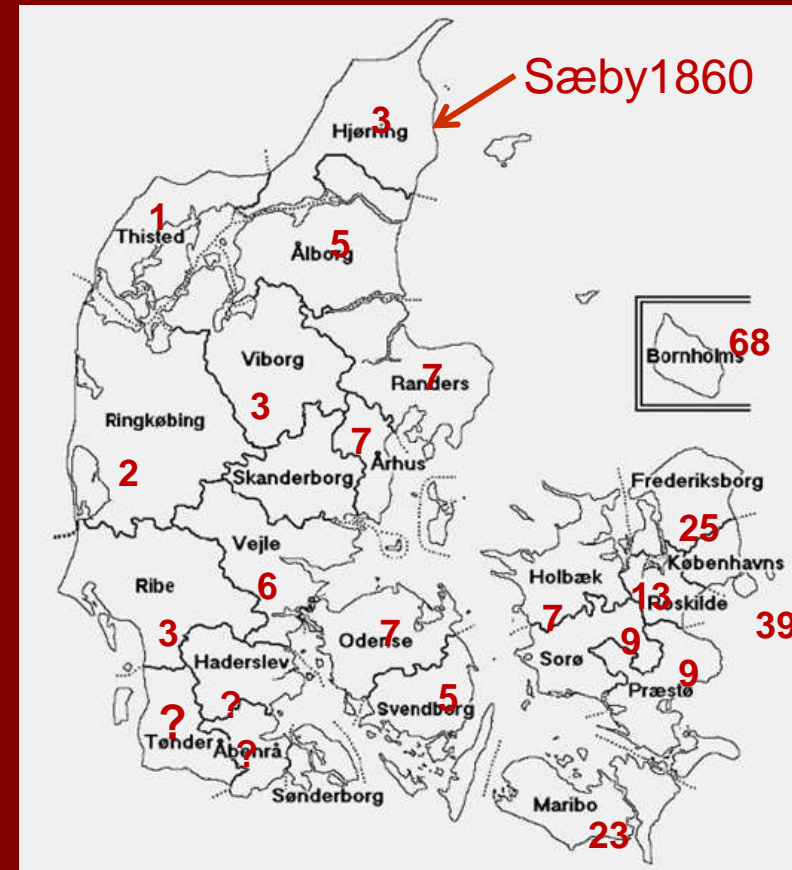 Sæby1860
3
Hjørring
1
Thisted
5
Ålborg
68
Bornholms
Viborg
7
Randers
3
Ringkøbing
7
Århus
2
Skanderborg
Frederiksborg
25
Vejle
Københavns
Holbæk
Ribe
6
13
Roskilde
7
39
3
7
Odense
9
Haderslev
Sorø
9
Præstø
5
Svendborg
?
?
Tønder
?
Åbenrå
Sønderborg
Maribo
23